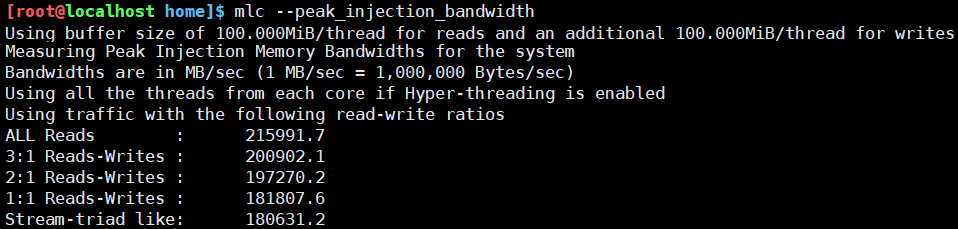 [root@localhost home]$ mlc --peak_injection_bandwidth
Using buffer size of 100.000MiB/thread for reads and an additional 100.000MiB/thread for writes
Measuring Peak Injection Memory Bandwidths for the system
Bandwidths are in MB/sec (1 MB/sec = 1,000,000 Bytes/sec)
Using all the threads from each core if Hyper-threading is enabled
Using traffic with the following read-write ratios
ALL Reads        :      215991.7
3:1 Reads-Writes :      200902.1
2:1 Reads-Writes :      197270.2
1:1 Reads-Writes :      181807.6
Stream-triad like:      180631.2